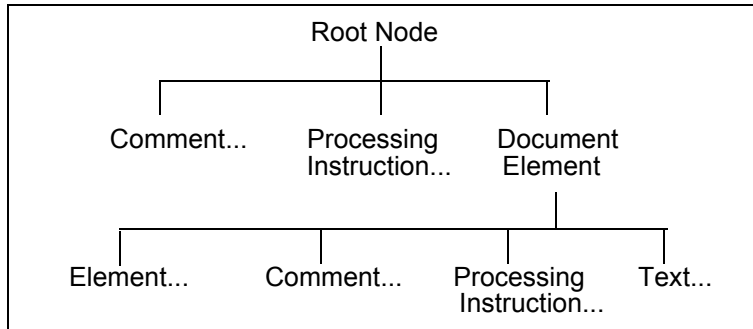 Root Node
Comment...
Processing
Instruction...
Document
Element
Element...
Comment...
Processing
Instruction...
Text...